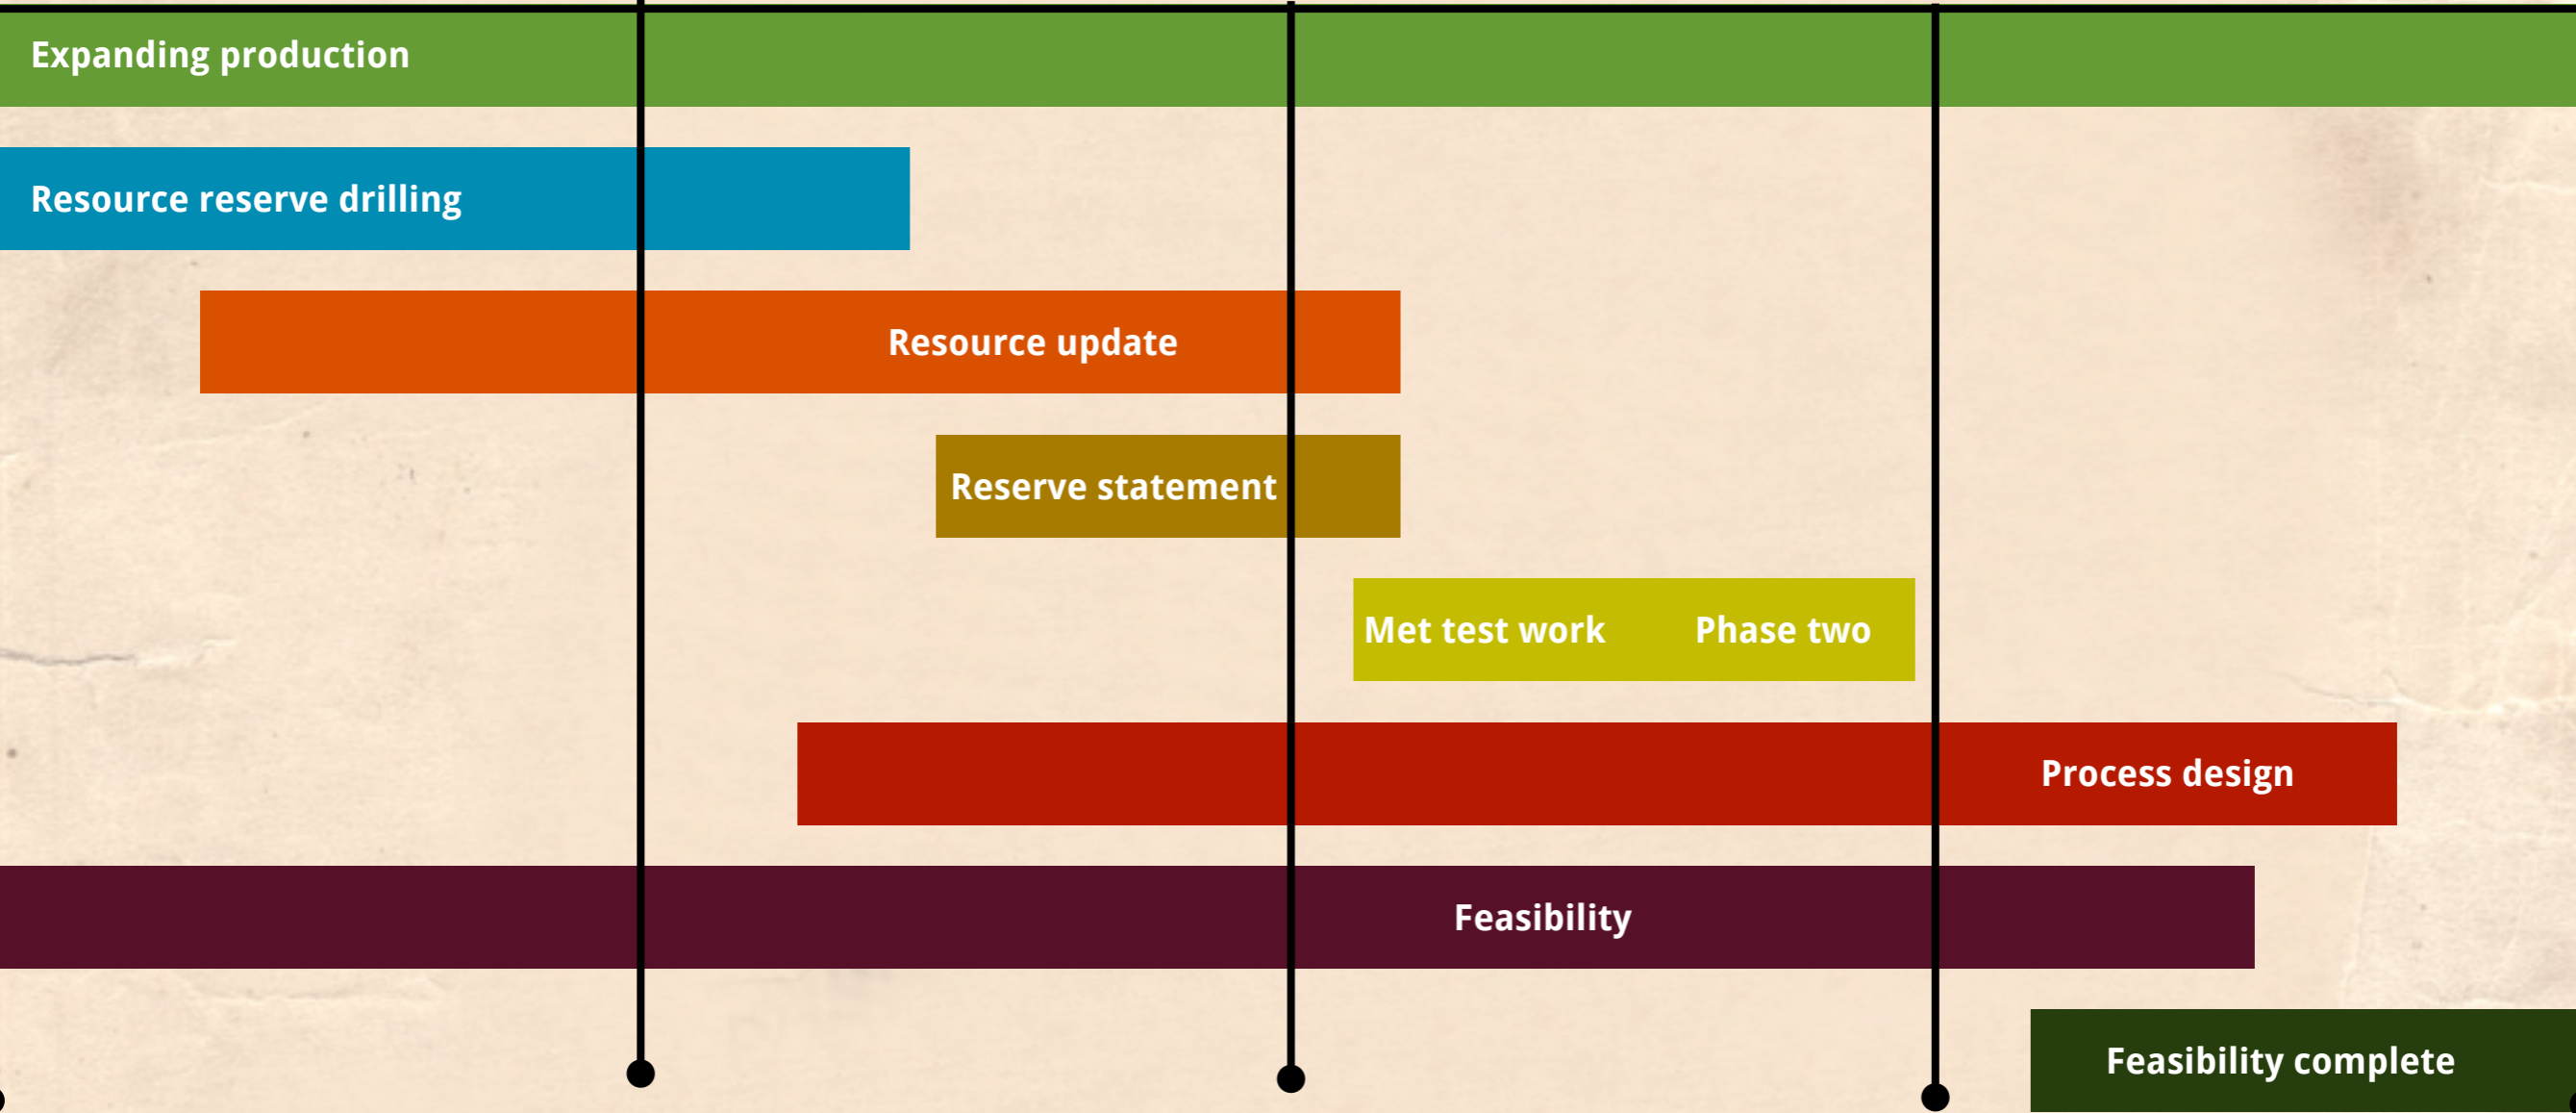 Expanding production
Resource reserve drilling
Resource update
Reserve statement
Met test work Phase two
Process design
Feasibility
Feasibility complete